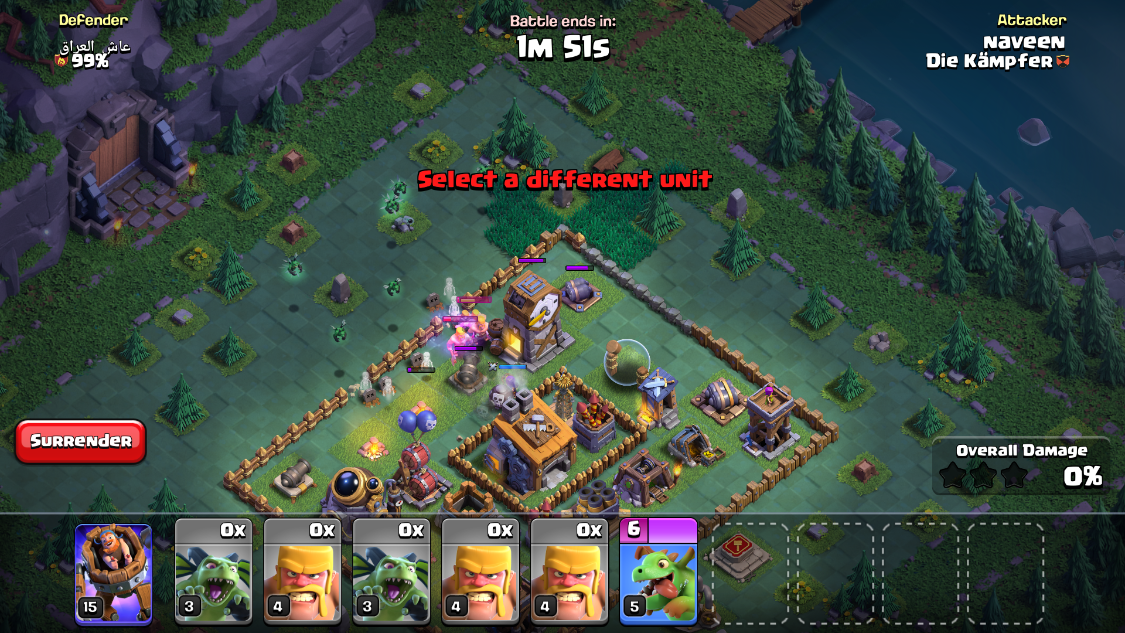 Defender
عاش العراق
99%
Battle ends in:
1m 51s
Attacker
naveen
Die Kämpfer
Select a different unit
Surrender
Overall Damage
0%
15
0x
3
0x
4
0x
3
0x
4
0x
4
6
5